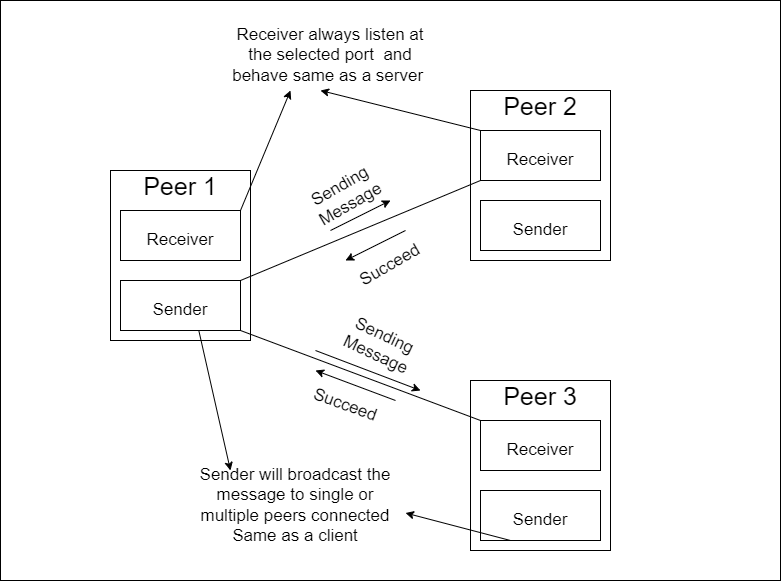 Receiver always listen at
the selected port and
behave same as a server
Peer 2
Receiver
Sender
Peer 1
Receiver
Sender
Sending
Message
Succeed
Sending
Message
Succeed
Peer 3
Receiver
Sender
Sender will broadcast the
message to single or
multiple peers connected
Same as a client